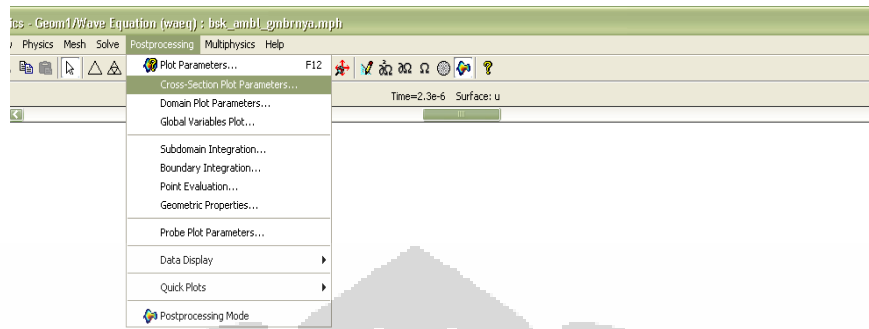 ics - Geom1/Wave Equation (waeq) : bsk_ambl_gmbrnya.mph
Physics Mesh Solve Postprocessing Multiphysics Help
Plot Parameters... F12
Cross-Section Plot Parameters...
Time=2.3e-6 Surface: u
Domain Plot Parameters...
Global Variables Plot...
Subdomain Integration...
Boundary Integration...
Point Evaluation...
Geometric Properties...
Probe Plot Parameters...
Data Display
Quick Plots
Postprocessing Mode